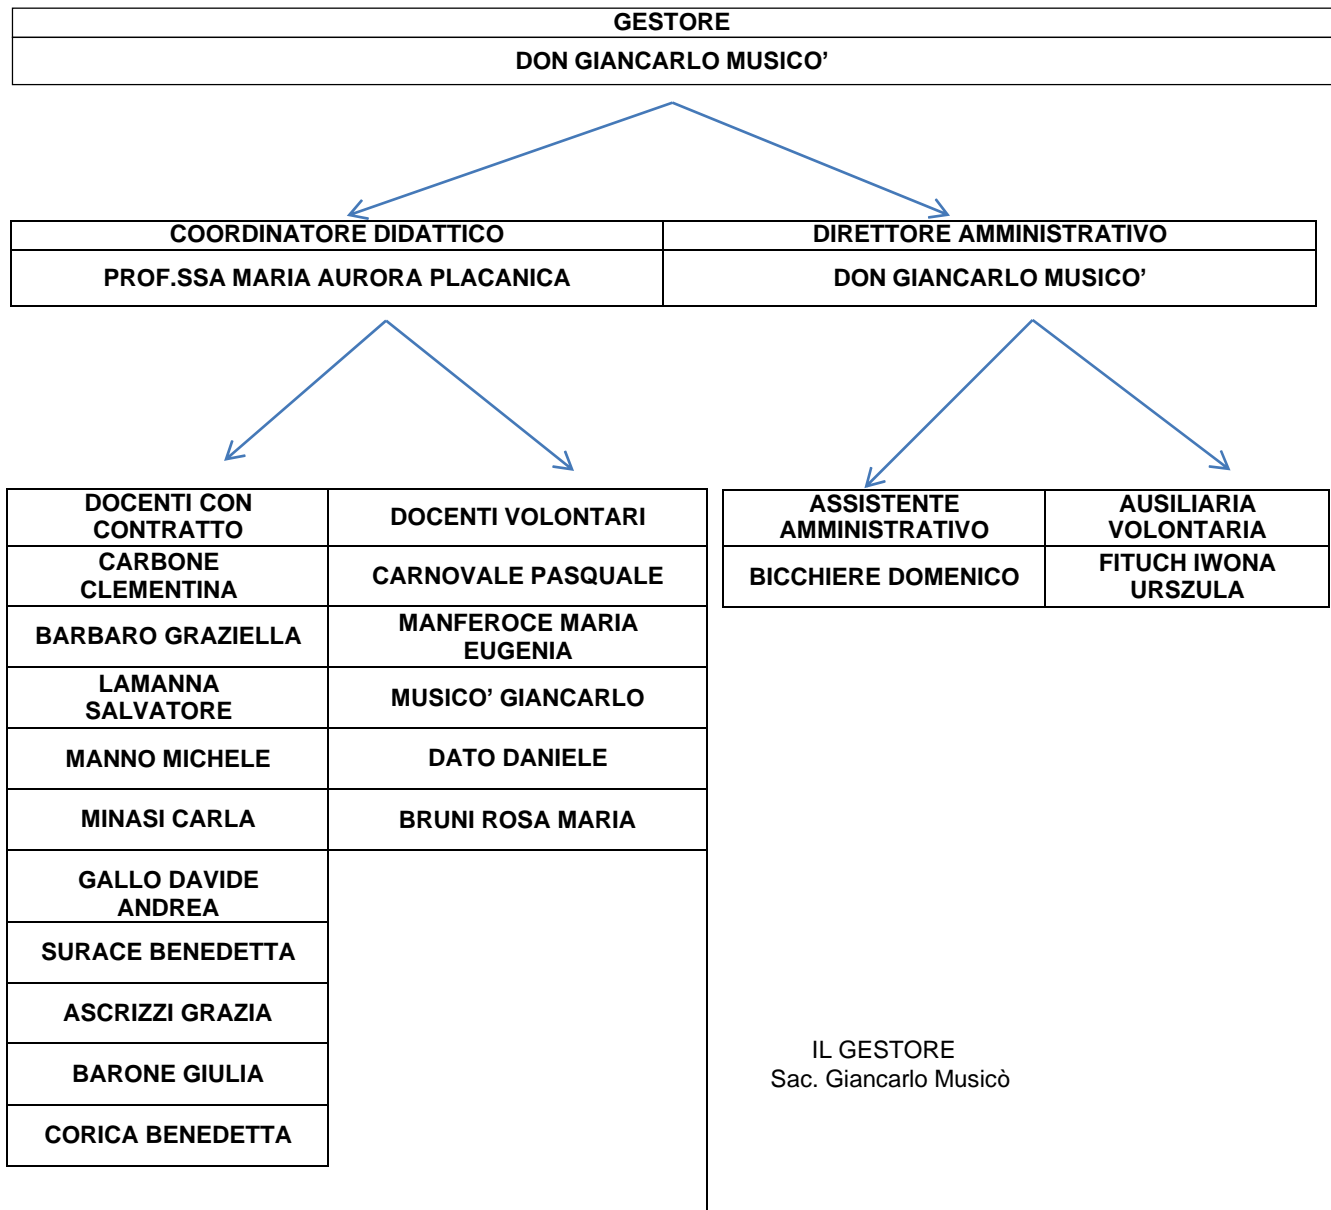 GESTORE
DON GIANCARLO MUSICO’
COORDINATORE DIDATTICO
DIRETTORE AMMINISTRATIVO
PROF.SSA MARIA AURORA PLACANICA
DON GIANCARLO MUSICO’
DOCENTI CON
CONTRATTO
DOCENTI VOLONTARI
CARBONE
CLEMENTINA
CARNOVALE PASQUALE
BARBARO GRAZIELLA
MANFEROCE MARIA
EUGENIA
LAMANNA
SALVATORE
MUSICO’ GIANCARLO
MANNO MICHELE
DATO DANIELE
MINASI CARLA
BRUNI ROSA MARIA
GALLO DAVIDE
ANDREA
SURACE BENEDETTA
ASCRIZZI GRAZIA
BARONE GIULIA
CORICA BENEDETTA
ASSISTENTE
AMMINISTRATIVO
AUSILIARIA
VOLONTARIA
BICCHIERE DOMENICO
FITUCH IWONA
URSZULA
IL GESTORE
Sac. Giancarlo Musicò